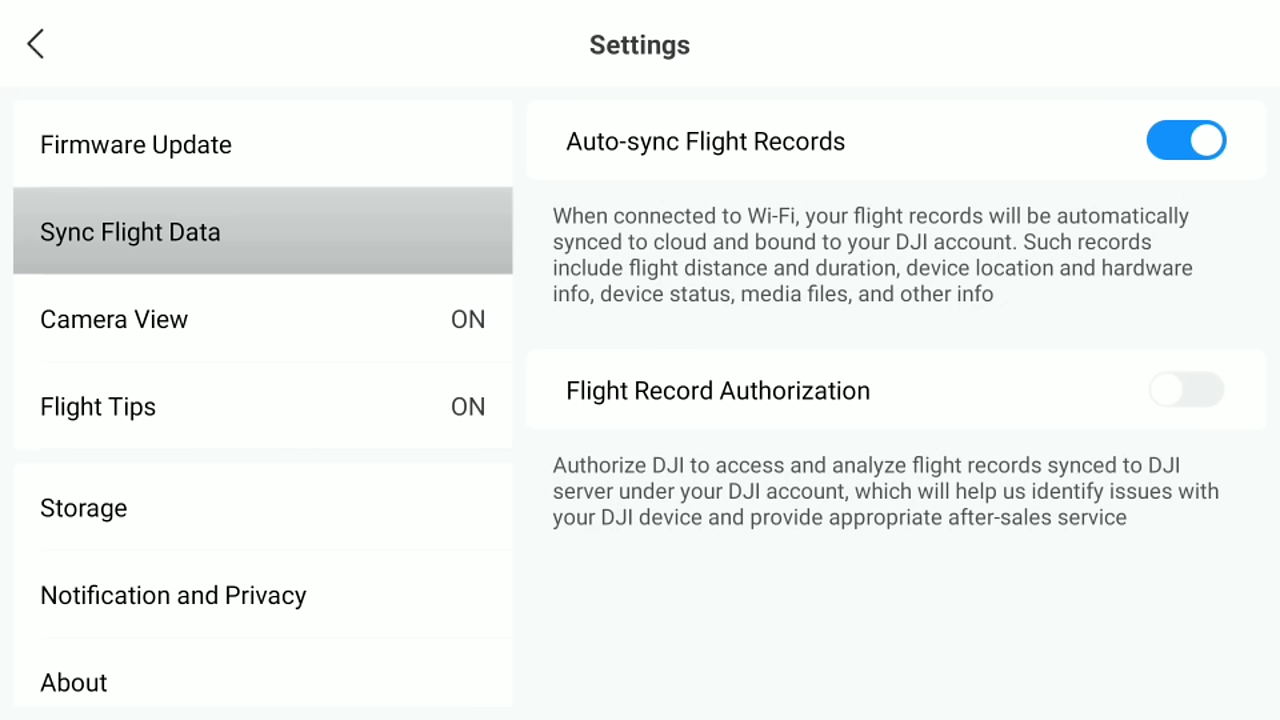 Settings
Firmware Update
Sync Flight Data
Camera View ON
Flight Tips ON
Storage
Notification and Privacy
About
Auto-sync Flight Records
When connected to Wi-Fi, your flight records will be automatically
synced to cloud and bound to your DJI account. Such records
include flight distance and duration, device location and hardware
info, device status, media files, and other info
Flight Record Authorization
Authorize DJI to access and analyze flight records synced to DJI
server under your DJI account, which will help us identify issues with
your DJI device and provide appropriate after-sales service